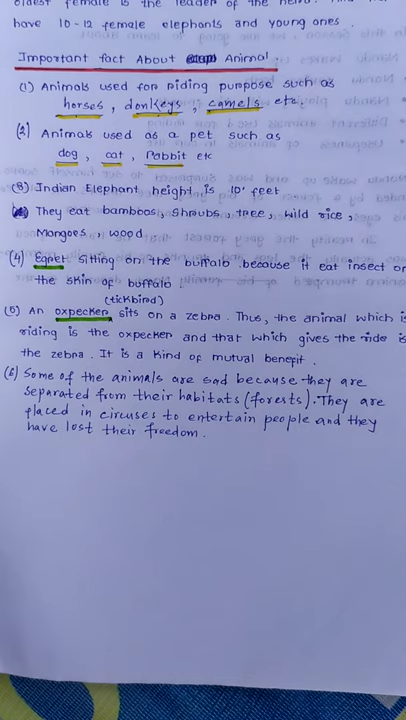 oldest female is the leader of the herd. And
have 10-12 female elephants and young ones.
Important fact About Animal
(1) Animals used for riding purpose such as
horses, donkeys, camels etc.
(2) Animals used as a pet such as
dog, cat, Rabbit etc
(3) Indian Elephant height is 10' feet
They eat bamboos, shrubs, tree, wild rice,
Mangoes, wood
(4) Egret sitting on the buffalo because it eat insect on
the skin of buffalo.
(tickbird)
(5) An oxpecker sits on a zebra. Thus, the animal which is
riding is the oxpecker and that which gives the ride is
the zebra. It is a kind of mutual benefit.
(6) Some of the animals are sad because they are
separated from their habitats (forests). They are
placed in circuses to entertain people and they
have lost their freedom.